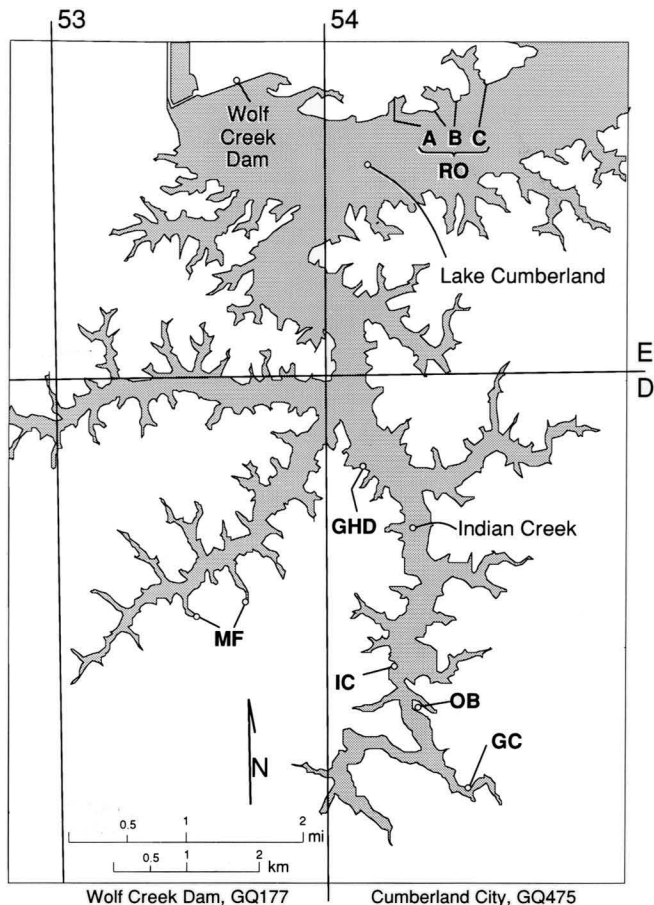 53
54
Wolf
Creek
Dam
A B C
RO
Lake Cumberland
E
D
GHD
Indian Creek
MF
IC
OB
GC
N
0.5 1 2
mi
0.5 1 2
km
Wolf Creek Dam, GQ177
Cumberland City, GQ475